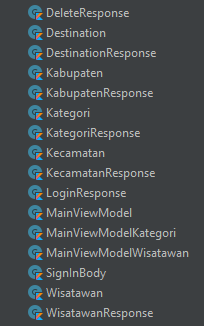 DeleteResponse
Destination
DestinationResponse
Kabupaten
KabupatenResponse
Kategori
KategoriResponse
Kecamatan
KecamatanResponse
LoginResponse
MainViewModel
MainViewModelKategori
MainViewModelWisatawan
SignInBody
Wisatawan
WisatawanResponse